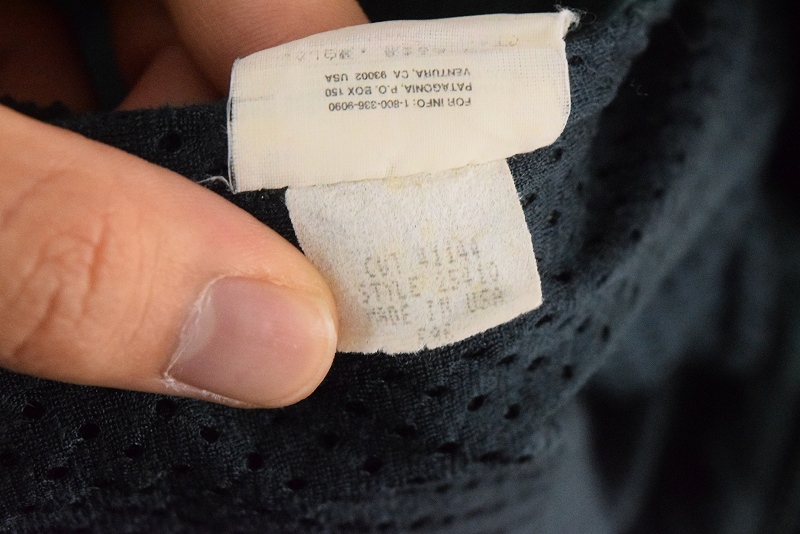 FOR INFO: 1-800-336-9090
PATAGONIA, P.O. BOX 150
VENTURA, CA 93002 USA
CUT 41144
STYLE 25210
MADE IN USA